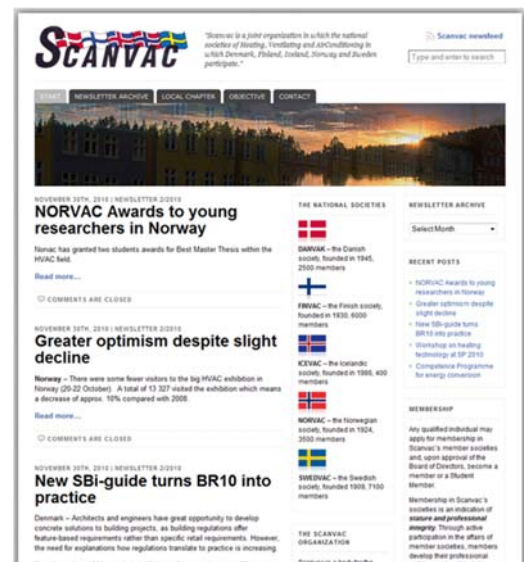 SCANVAC
"Scanvac is a joint organization in which the national
societies of Heating, Ventilating and AirConditioning in
which Denmark, Finland, Iceland, Norway and Sweden
participate."
Scanvac newsfeed
Type and enter to search
START
NEWSLETTER ARCHIVE
LOCAL CHAPTER
OBJECTIVE
CONTACT
NOVEMBER 30TH, 2010 | NEWSLETTER 2/2010
NORVAC Awards to young
researchers in Norway
Norvac has granted two students awards for Best Master Thesis within the
HVAC field.
Read more...
COMMENTS ARE CLOSED
NOVEMBER 30TH, 2010 | NEWSLETTER 2/2010
Greater optimism despite slight
decline
Norway – There were some fewer visitors to the big HVAC exhibition in
Norway (20-22 October). A total of 13 327 visited the exhibition which means
a decrease of approx. 10% compared with 2008.
Read more...
COMMENTS ARE CLOSED
NOVEMBER 30TH, 2010 | NEWSLETTER 2/2010
New SBi-guide turns BR10 into
practice
Denmark – Architects and engineers have great opportunity to develop
concrete solutions to building projects, as building regulations offer
feature-based requirements rather than specific retail requirements. However,
the need for explanations how regulations translate to practice is increasing.
THE NATIONAL SOCIETIES
DANVAK – the Danish
society, founded in 1945,
2500 members
FINVAC – the Finish society,
founded in 1930, 6000
members
ICEVAC – the Icelandic
society, founded in 1986, 400
members
NORVAC – the Norwegian
society, founded in 1924,
3500 members
SWEDVAC – the Swedish
society, founded 1909, 7100
members
THE SCANVAC
ORGANIZATION
NEWSLETTER ARCHIVE
Select Month
RECENT POSTS
NORVAC Awards to young
researchers in Norway
Greater optimism despite
slight decline
New SBi-guide turns
BR10 into practice
Workshop on heating
technology at SP 2010
Competence Programme
for energy conversion
MEMBERSHIP
Any qualified individual may
apply for membership in
Scanvac's member societies
and, upon approval of the
Board of Directors, become a
member or a Student
Member.
Membership in Scanvac's
societies is an indication of
stature and professional
integrity. Through active
participation in the affairs of
member societies, members
develop their professional